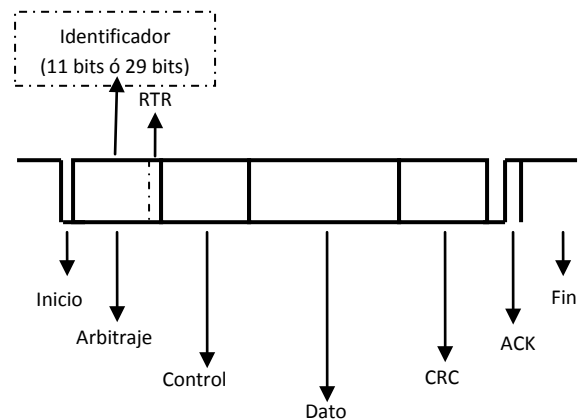 Identificador
(11 bits ó 29 bits)
RTR
Inicio
Arbitraje
Control
Dato
CRC
ACK
Fin